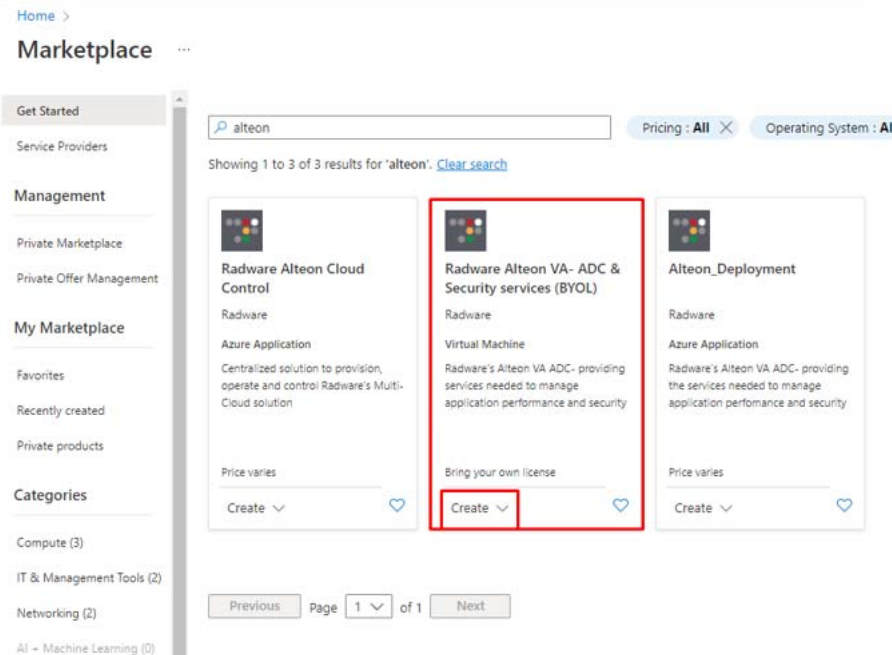 Home >
Marketplace ...
Get Started
Service Providers
Management
Private Marketplace
Private Offer Management
My Marketplace
Favorites
Recently created
Private products
Categories
Compute (3)
IT & Management Tools (2)
Networking (2)
AI + Machine Learning (0)
alteon
Pricing : All
Operating System : Al
Showing 1 to 3 of 3 results for 'alteon'. Clear search
Radware Alteon Cloud
Control
Radware
Azure Application
Centralized solution to provision,
operate and control Radware's Multi-
Cloud solution
Price varies
Create
Radware Alteon VA- ADC &
Security services (BYOL)
Radware
Virtual Machine
Radware's Alteon VA ADC- providing
services needed to manage
application performance and security
Bring your own license
Create
Alteon_Deployment
Radware
Azure Application
Radware's Alteon VA ADC- providing
the services needed to manage
application perfomance and security
Price varies
Create
Previous Page 1 of 1 Next